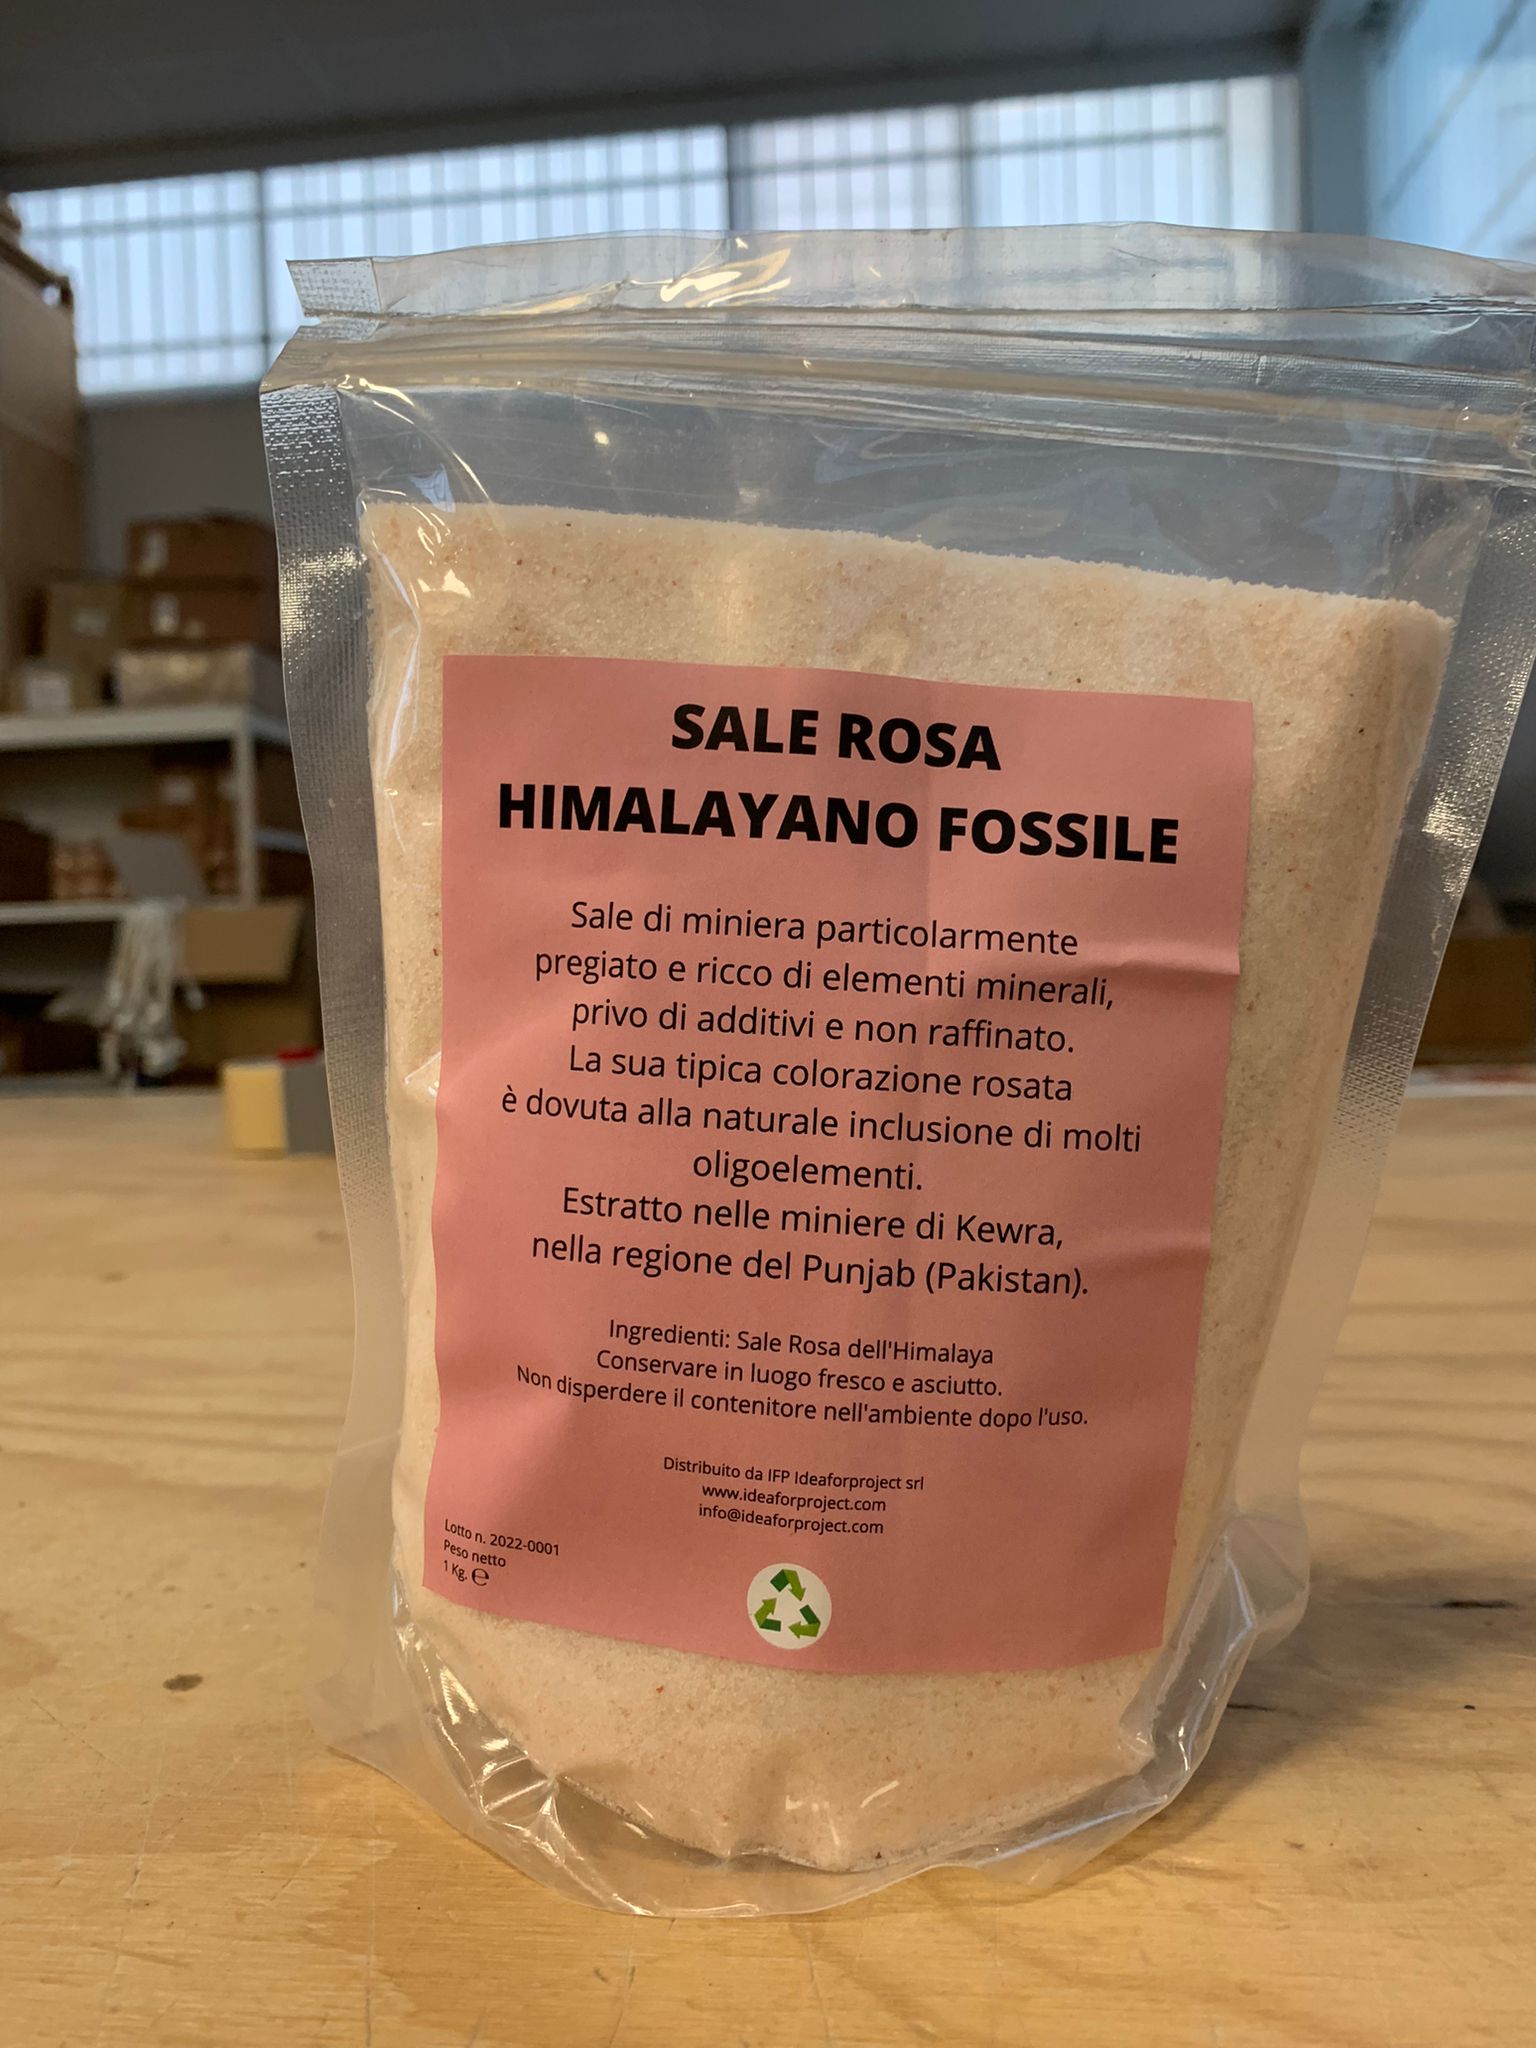 SALE ROSA
HIMALAYANO FOSSILE
Sale di miniera particolarmente
pregiato e ricco di elementi minerali,
privo di additivi e non raffinato.
La sua tipica colorazione rosata
è dovuta alla naturale inclusione di molti
oligoelementi.
Estratto nelle miniere di Kewra,
nella regione del Punjab (Pakistan).
Ingredienti: Sale Rosa dell'Himalaya
Conservare in luogo fresco e asciutto.
Non disperdere il contenitore nell'ambiente dopo l'uso.
Distribuito da IFP Ideaforproject srl
www.ideaforproject.com
info@ideaforproject.com
Lotto n. 2022-0001
Peso netto
1 Kg. ℮